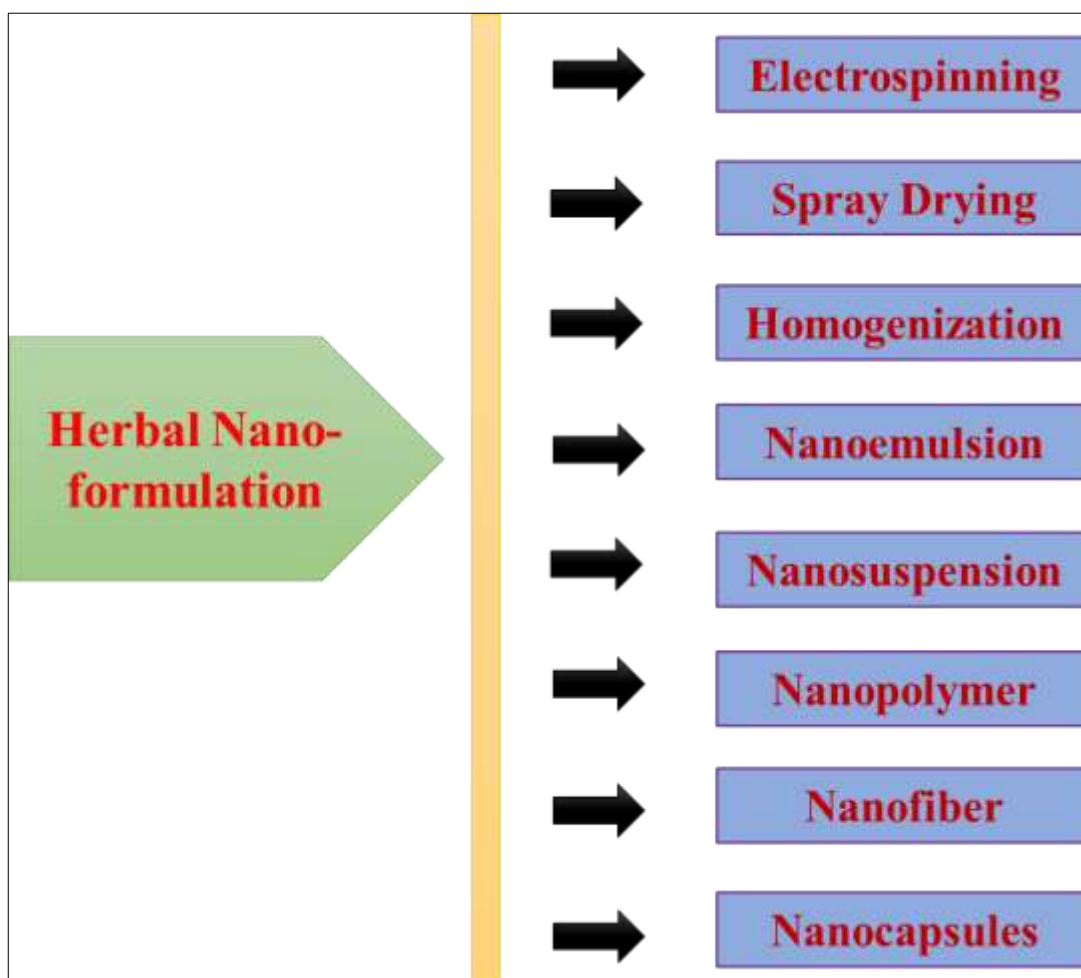 Herbal Nano-
formulation
Electrospinning
Spray Drying
Homogenization
Nanoemulsion
Nanosuspension
Nanopolymer
Nanofiber
Nanocapsules